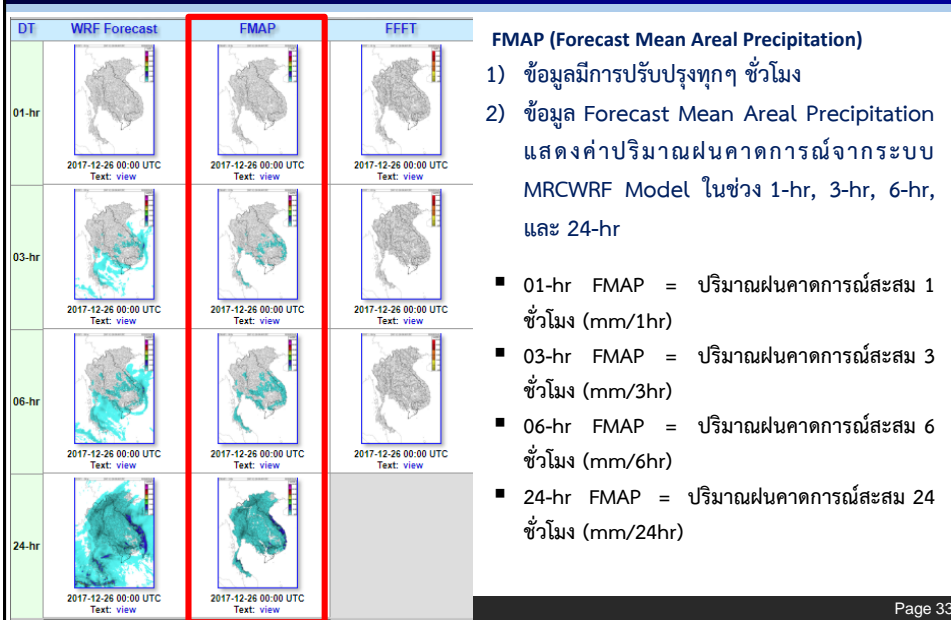 DT WRF Forecast FMAP FFFT
01-hr
2017-12-26 00:00 UTC 2017-12-26 00:00 UTC 2017-12-26 00:00 UTC
Text: view Text: view Text: view
03-hr
2017-12-26 00:00 UTC 2017-12-26 00:00 UTC 2017-12-26 00:00 UTC
Text: view Text: view Text: view
06-hr
2017-12-26 00:00 UTC 2017-12-26 00:00 UTC 2017-12-26 00:00 UTC
Text: view Text: view Text: view
24-hr
2017-12-26 00:00 UTC 2017-12-26 00:00 UTC
Text: view Text: view
FMAP (Forecast Mean Areal Precipitation)
1) ข้อมูลมีการปรับปรุงทุกๆ ชั่วโมง
2) ข้อมูล Forecast Mean Areal Precipitation
แสดงค่าปริมาณฝนคาดการณ์จากระบบ
MRCWRF Model ในช่วง 1-hr, 3-hr, 6-hr,
และ 24-hr
▪ 01-hr FMAP = ปริมาณฝนคาดการณ์สะสม 1
ชั่วโมง (mm/1hr)
▪ 03-hr FMAP = ปริมาณฝนคาดการณ์สะสม 3
ชั่วโมง (mm/3hr)
▪ 06-hr FMAP = ปริมาณฝนคาดการณ์สะสม 6
ชั่วโมง (mm/6hr)
▪ 24-hr FMAP = ปริมาณฝนคาดการณ์สะสม 24
ชั่วโมง (mm/24hr)
Page 33